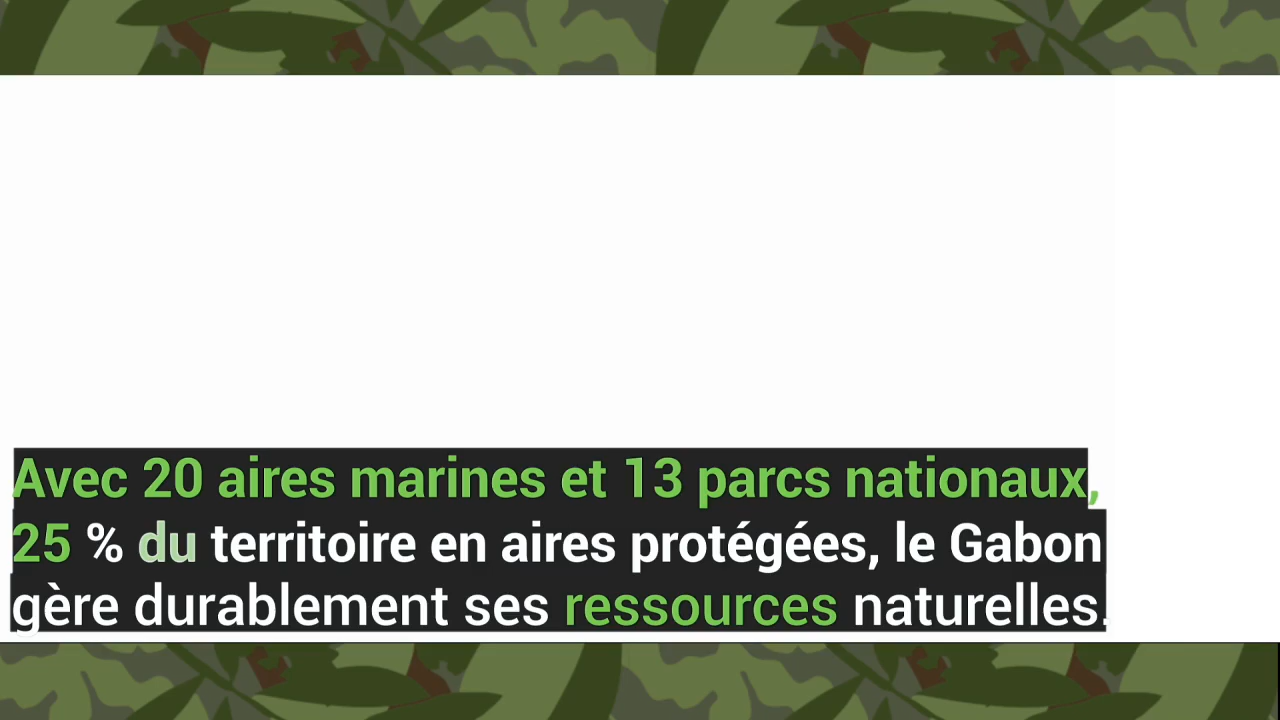 Avec 20 aires marines et 13 parcs nationaux,
25 % du territoire en aires protégées, le Gabon
gère durablement ses ressources naturelles.